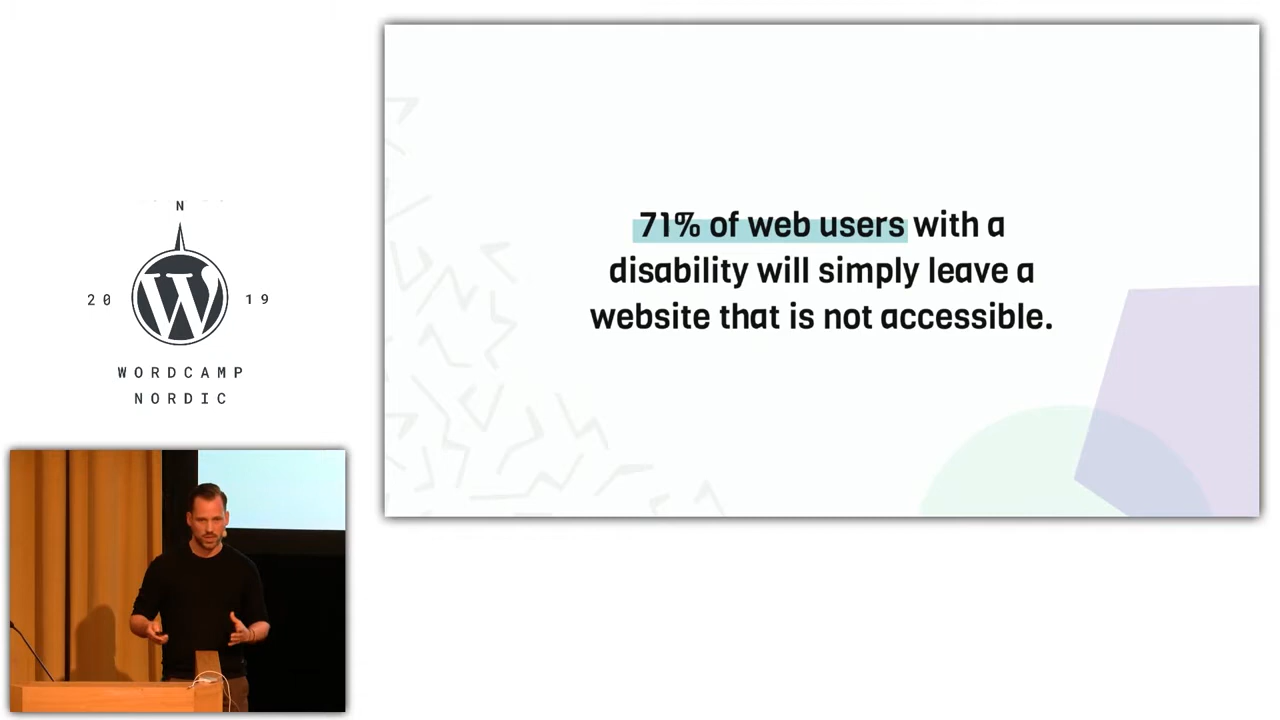 N
20 19
WORDCAMP
NORDIC
71% of web users with a
disability will simply leave a
website that is not accessible.